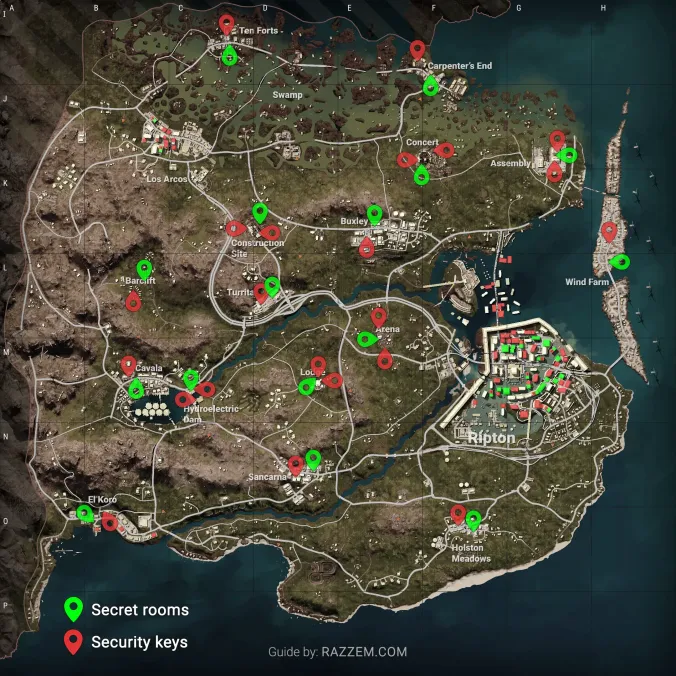 A B C D E F G H
I
Ten Forts
Carpenter's End
Swamp
J
Concert
Assembly
Los Arcos
K
Buxley
Construction
Site
L
Barclift
Wind Farm
Turrita
Arena
M
Cavala
Lodge
Hydroelectric
Dam
N
Ripton
Sancarna
El Koro
O
Holston
Meadows
P
Secret rooms
Security keys
Guide by: RAZZEM.COM